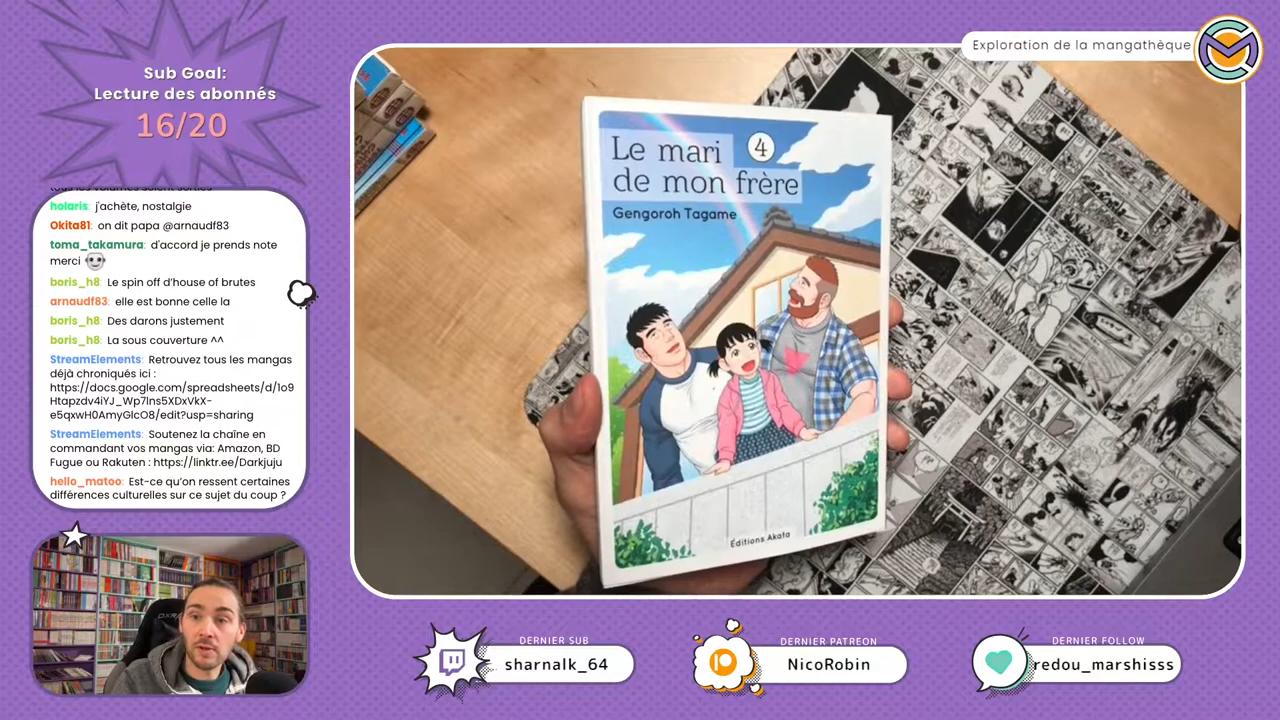 Sub Goal:
Lecture des abonnés
16/20
Exploration de la mangathèque
tous les volumes soient sorties
holaris: j'achète, nostalgie
Okita81: on dit papa @arnaudf83
toma_takamura: d'accord je prends note
merci
boris_h8: Le spin off d'house of brutes
arnaudf83: elle est bonne celle la
boris_h8: Des darons justement
boris_h8: La sous couverture ^^
StreamElements: Retrouvez tous les mangas
déjà chroniqués ici :
https://docs.google.com/spreadsheets/d/1o9
Htapzdv4iYJ_Wp7Ins5XDxVkX-
e5qxwH0AmyGlcO8/edit?usp=sharing
StreamElements: Soutenez la chaîne en
commandant vos mangas via: Amazon, BD
Fugue ou Rakuten : https://linktr.ee/Darkjuju
hello_matoo: Est-ce qu'on ressent certaines
différences culturelles sur ce sujet du coup ?
Le mari 4
de mon frère
Gengoroh Tagame
Éditions Akata
DERNIER SUB
sharnalk_64
DERNIER PATREON
NicoRobin
DERNIER FOLLOW
redou_marshisss